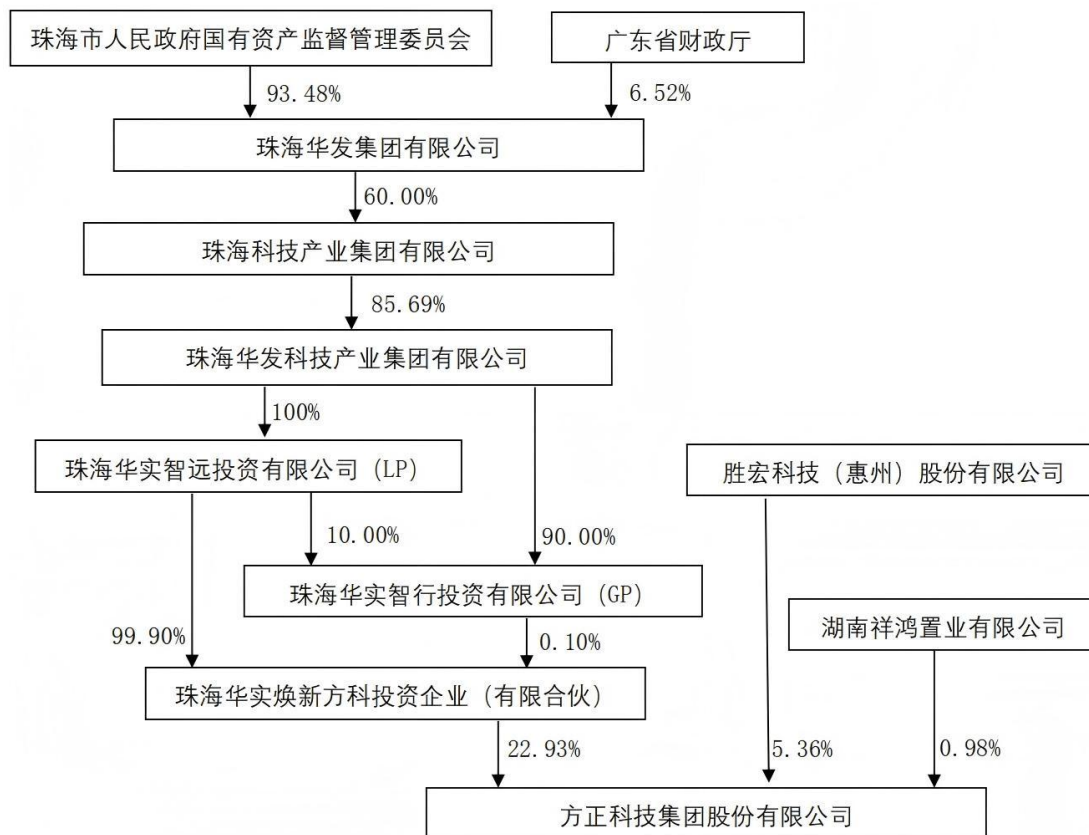 珠海市人民政府国有资产监督管理委员会
广东省财政厅
93.48%
6.52%
珠海华发集团有限公司
60.00%
珠海科技产业集团有限公司
85.69%
珠海华发科技产业集团有限公司
100%
珠海华实智远投资有限公司(LP)
胜宏科技（惠州）股份有限公司
10.00%
90.00%
珠海华实智行投资有限公司(GP)
湖南祥鸿置业有限公司
99.90%
0.10%
珠海华实焕新方科投资企业（有限合伙）
22.93%
5.36%
0.98%
方正科技集团股份有限公司